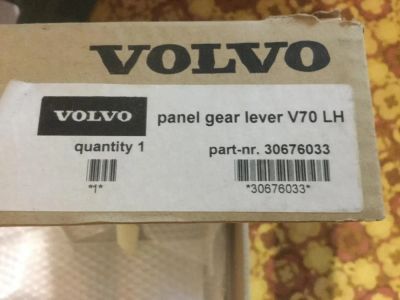 VOLVO
VOLVO
panel gear lever V70 LH
quantity 1
part-nr. 30676033
*1*
*30676033*